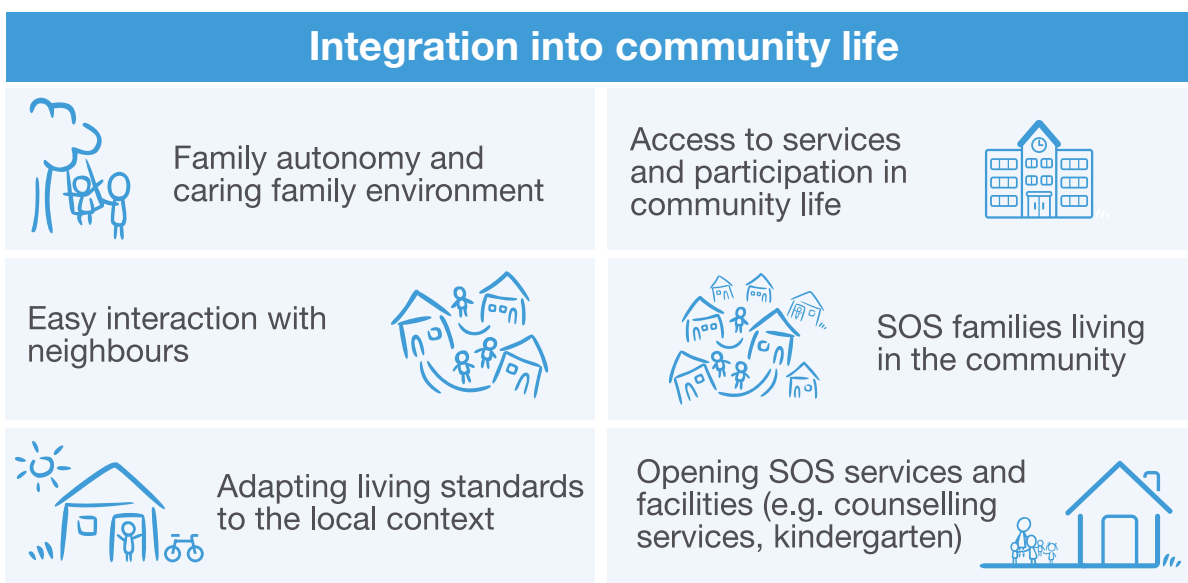 Integration into community life
Family autonomy and
caring family environment
Access to services
and participation in
community life
Easy interaction with
neighbours
SOS families living
in the community
Adapting living standards
to the local context
Opening SOS services and
facilities (e.g. counselling
services, kindergarten)